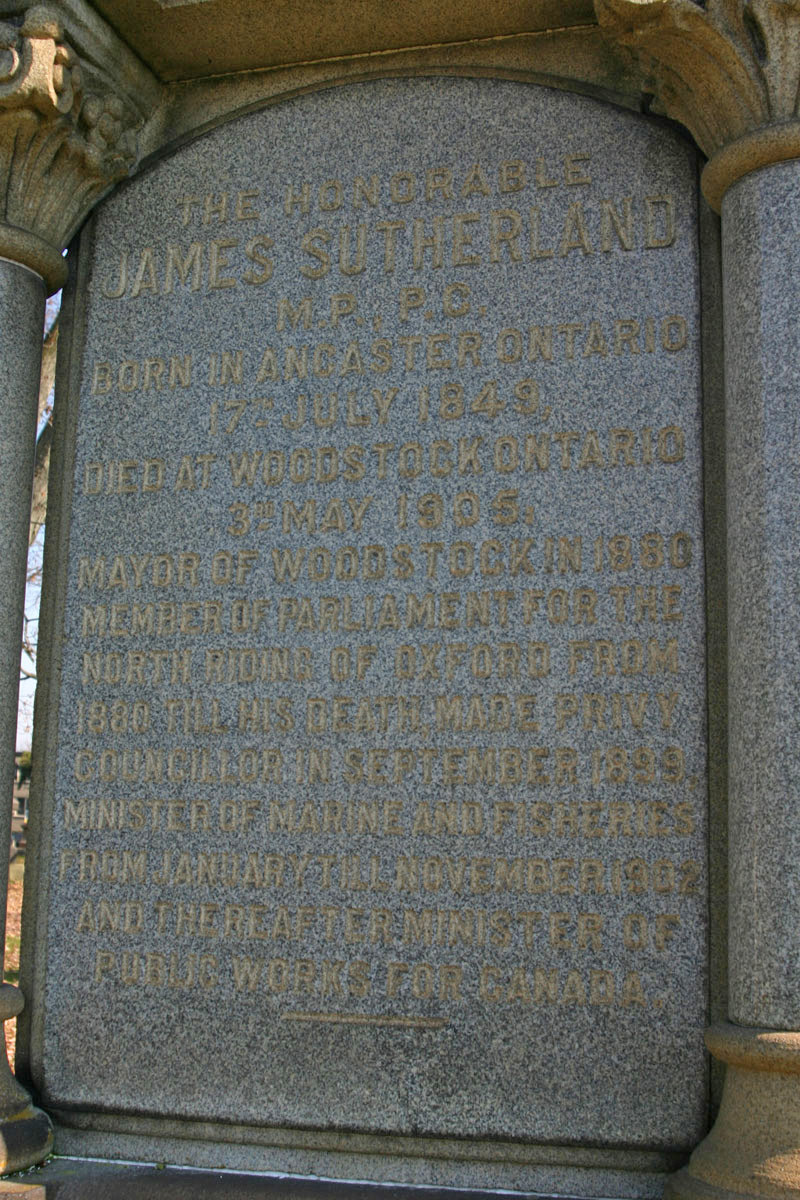 THE HONORABLE
JAMES SUTHERLAND
M.P., P.C.
BORN IN ANCASTER ONTARIO
17TH JULY 1849,
DIED AT WOODSTOCK ONTARIO
3RD MAY 1905;
MAYOR OF WOODSTOCK IN 1880
MEMBER OF PARLIAMENT FOR THE
NORTH RIDING OF OXFORD FROM
1880 TILL HIS DEATH, MADE PRIVY
COUNCILLOR IN SEPTEMBER 1899,
MINISTER OF MARINE AND FISHERIES
FROM JANUARY TILL NOVEMBER 1902
AND THEREAFTER MINISTER OF
PUBLIC WORKS FOR CANADA.